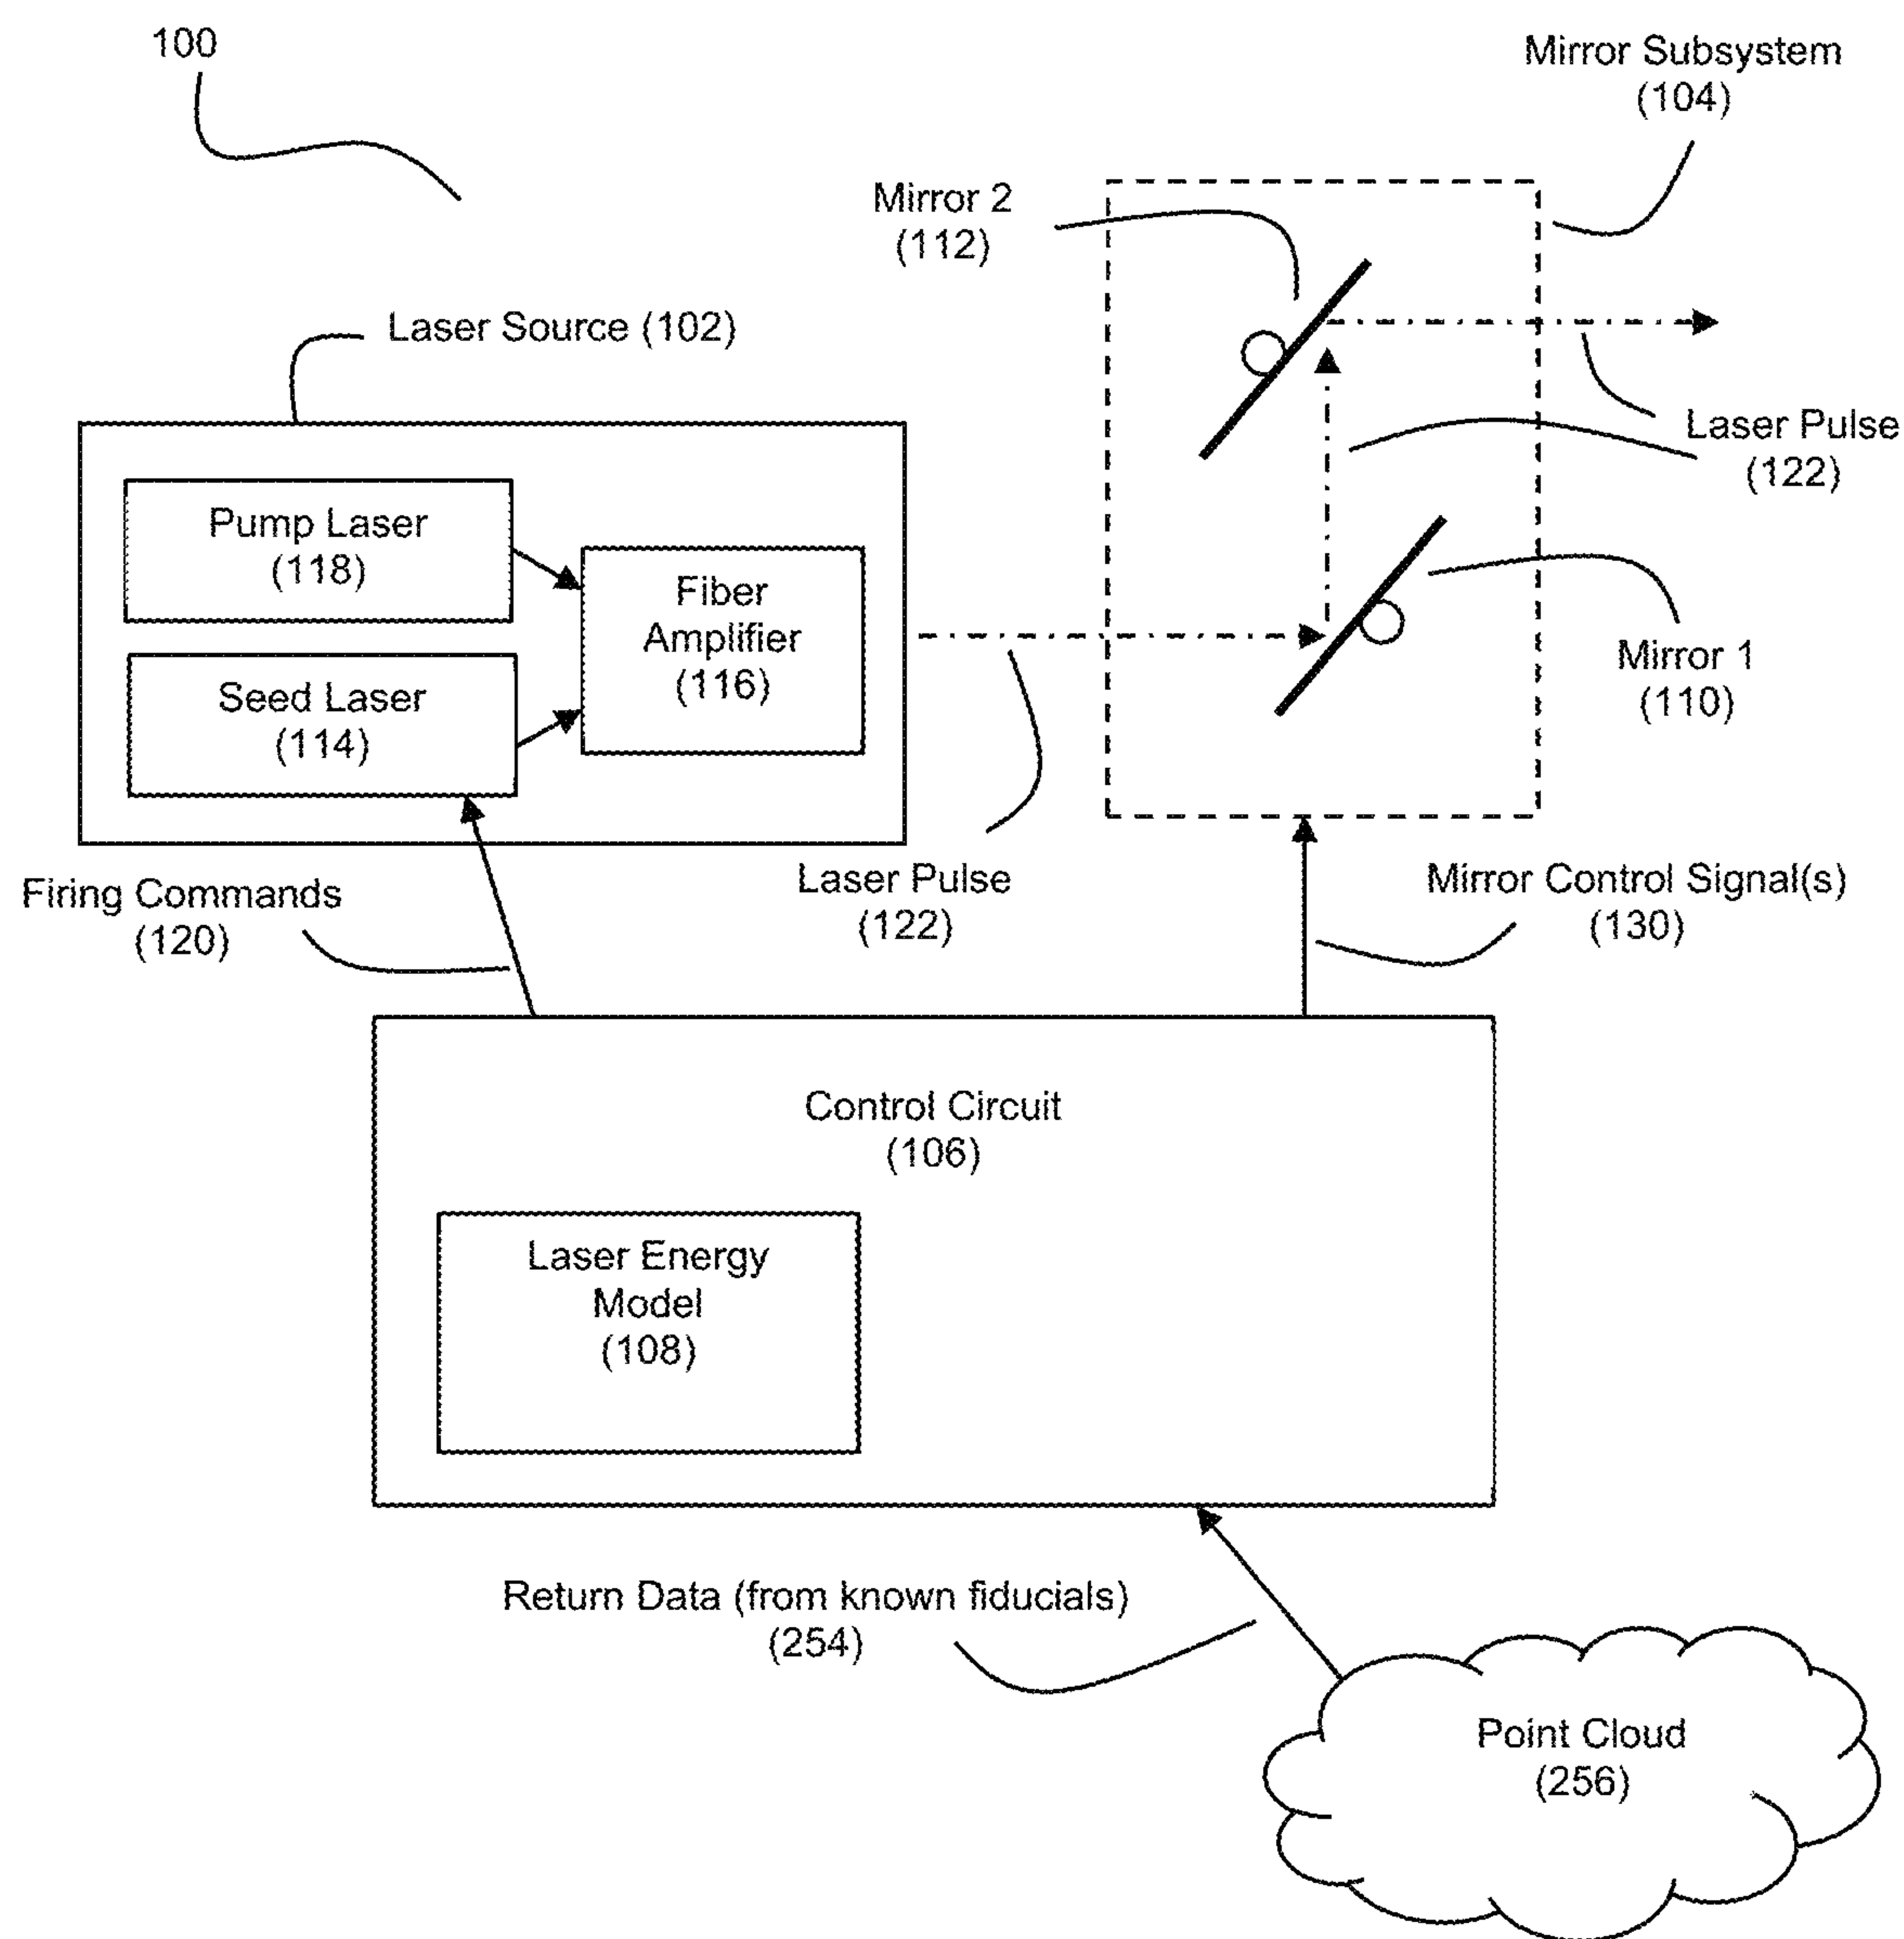 100
Mirror Subsystem
(104)
Mirror 2
(112)
Laser Source (102)
Laser Pulse
(122)
Pump Laser
(118)
Fiber
Amplifier
(116)
Seed Laser
(114)
Mirror 1
(110)
Firing Commands
(120)
Laser Pulse
(122)
Mirror Control Signal(s)
(130)
Control Circuit
(106)
Laser Energy
Model
(108)
Return Data (from known fiducials)
(254)
Point Cloud
(256)